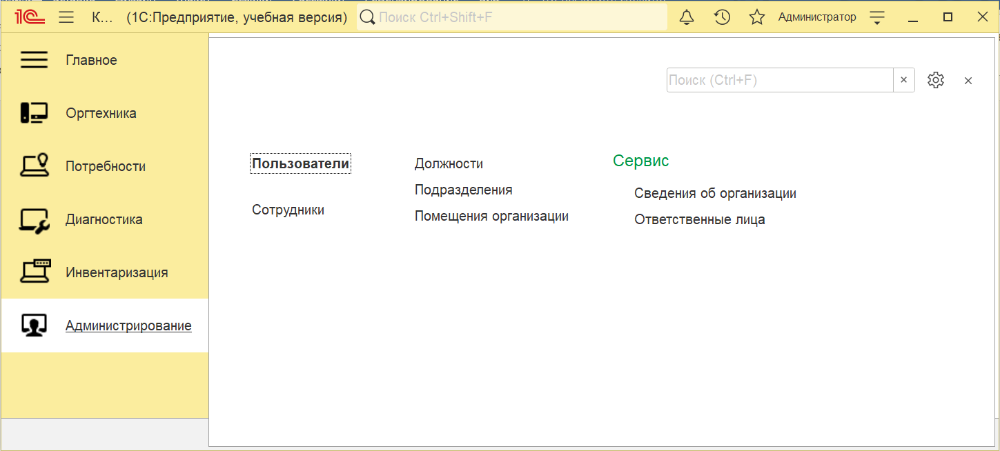 1С К... (1С:Предприятие, учебная версия) Поиск Ctrl+Shift+F Администратор
Главное
Оргтехника
Потребности
Диагностика
Инвентаризация
Администрирование
Поиск (Ctrl+F)
Пользователи
Сотрудники
Должности
Подразделения
Помещения организации
Сервис
Сведения об организации
Ответственные лица